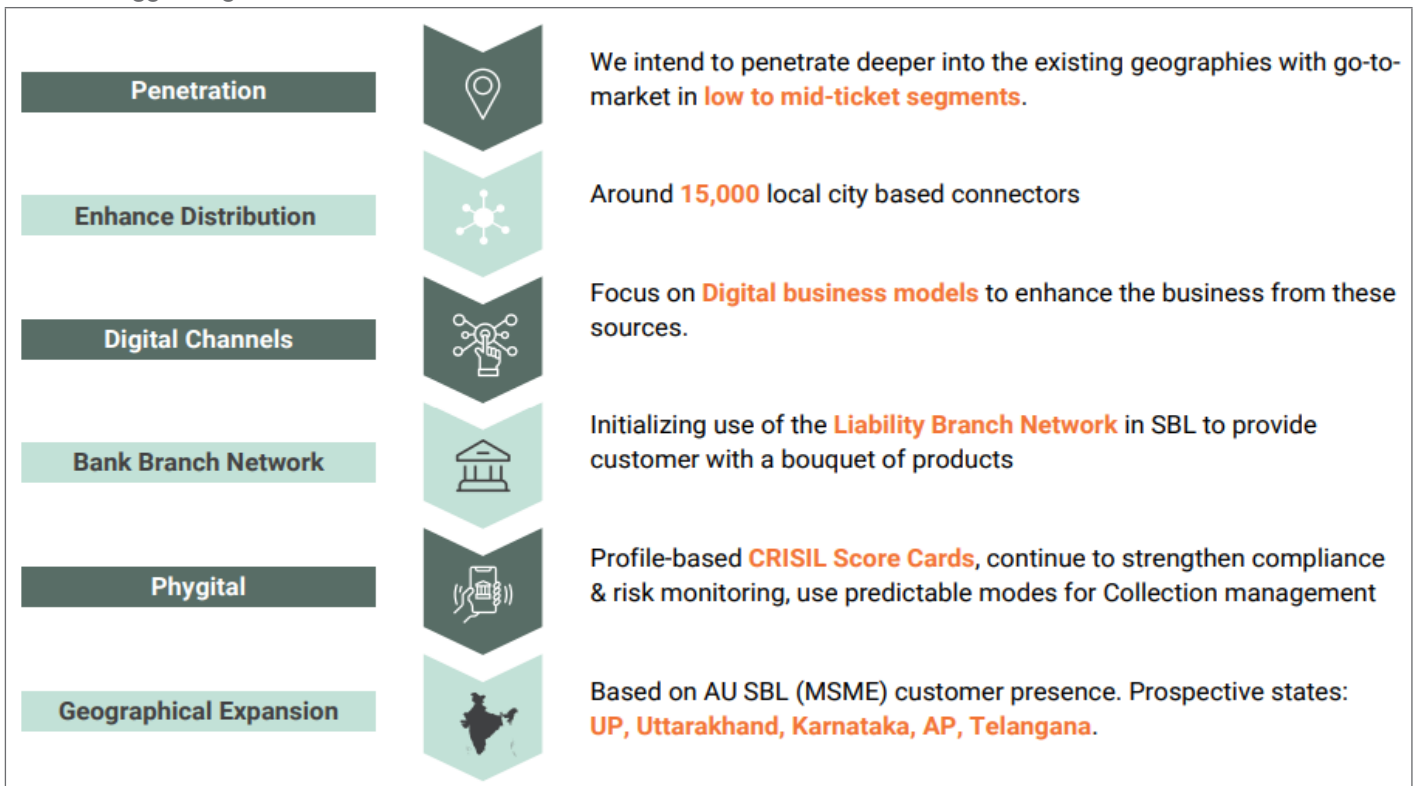 Penetration
We intend to penetrate deeper into the existing geographies with go-to-
market in low to mid-ticket segments.
Enhance Distribution
Around 15,000 local city based connectors
Digital Channels
Focus on Digital business models to enhance the business from these
sources.
Bank Branch Network
Initializing use of the Liability Branch Network in SBL to provide
customer with a bouquet of products
Phygital
Profile-based CRISIL Score Cards, continue to strengthen compliance
& risk monitoring, use predictable modes for Collection management
Geographical Expansion
Based on AU SBL (MSME) customer presence. Prospective states:
UP, Uttarakhand, Karnataka, AP, Telangana.